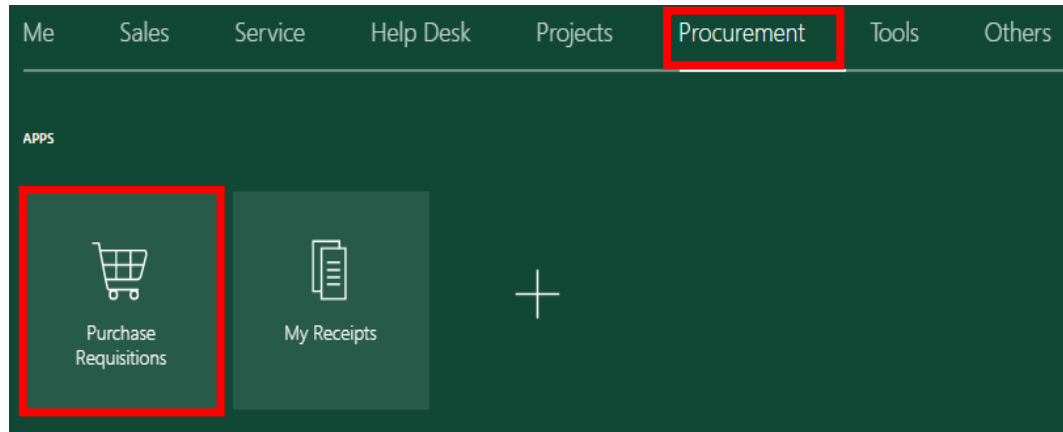 Me Sales Service Help Desk Projects Procurement Tools Others
APPS
Purchase
Requisitions
My Receipts